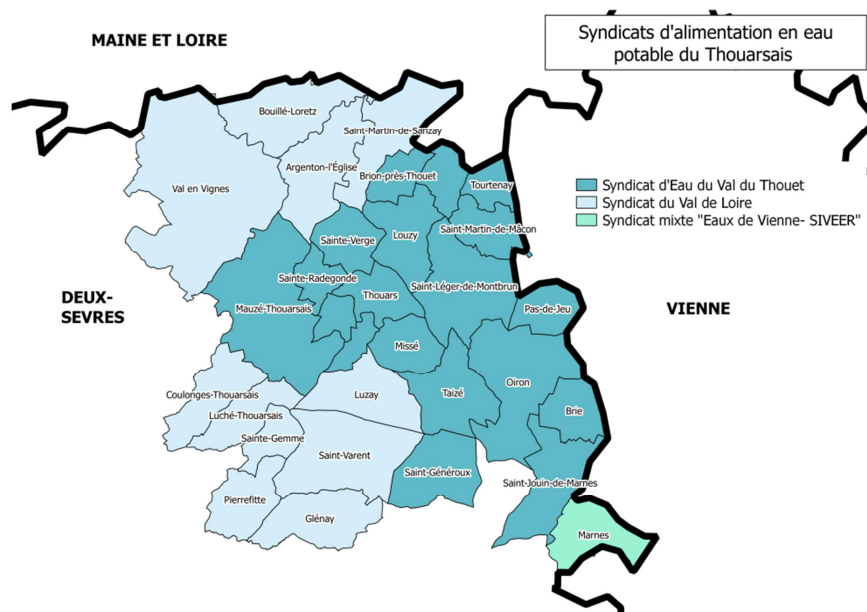 Syndicats d'alimentation en eau
potable du Thouarsais
MAINE ET LOIRE
Bouillé-Loretz
Saint-Martin-de-Sanzay
Argenton-l'Église
Brion-près-Thouet
Val en Vignes
Tourtenay
Syndicat d'Eau du Val du Thouet
Syndicat du Val de Loire
Syndicat mixte "Eaux de Vienne- SIVEER"
Saint-Martin-de-Mâcon
Louzy
Sainte-Verge
Sainte-Radegonde
Saint-Léger-de-Montbrun
Thouars
DEUX-
SEVRES
Mauzé-Thouarsais
Pas-de-Jeu
VIENNE
Missé
Oiron
Coulonges-Thouarsais
Luzay
Taizé
Luché-Thouarsais
Brie
Sainte-Gemme
Saint-Varent
Saint-Généroux
Saint-Jouin-de-Marnes
Pierrefitte
Glénay
Marnes